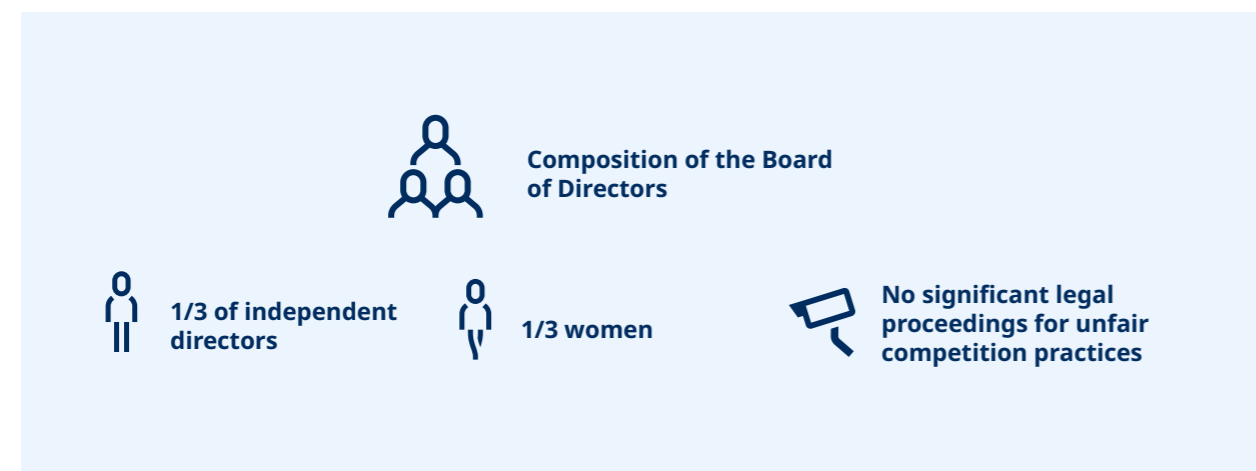 Composition of the Board
of Directors
1/3 of independent
directors
1/3 women
No significant legal
proceedings for unfair
competition practices